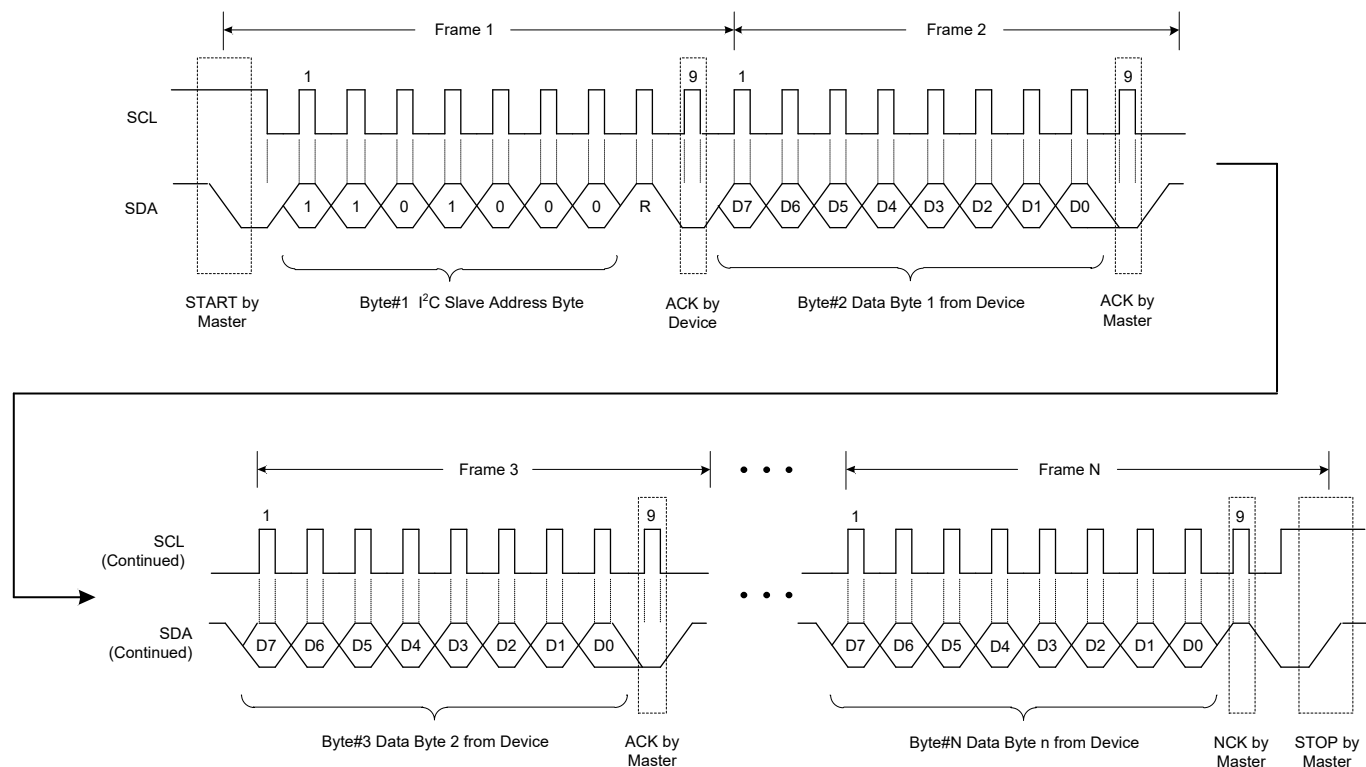 Frame 1
Frame 2
1
9
1
9
SCL
SDA
1 1 0 1 0 0 0 R D7 D6 D5 D4 D3 D2 D1 D0
START by
Master
Byte#1 I²C Slave Address Byte
ACK by
Device
Byte#2 Data Byte 1 from Device
ACK by
Master
Frame 3
• • •
Frame N
1
9
1
9
SCL
(Continued)
• • •
SDA
(Continued)
D7 D6 D5 D4 D3 D2 D1 D0
D7 D6 D5 D4 D3 D2 D1 D0
Byte#3 Data Byte 2 from Device
ACK by
Master
Byte#N Data Byte n from Device
NCK by
Master
STOP by
Master